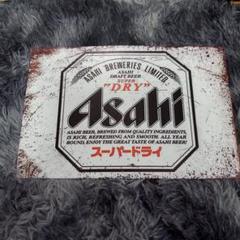 ASAHI BREWERIES LIMITED
ASAHI
DRAFT BEER
SUPER
"DRY"
Asahi
ASAHI BEER, BREWED FROM QUALITY INGREDIENTS,
IS RICH, REFRESHING AND SMOOTH. ALL YEAR
ROUND, ENJOY THE GREAT TASTE OF ASAHI BEER!
スーパードライ